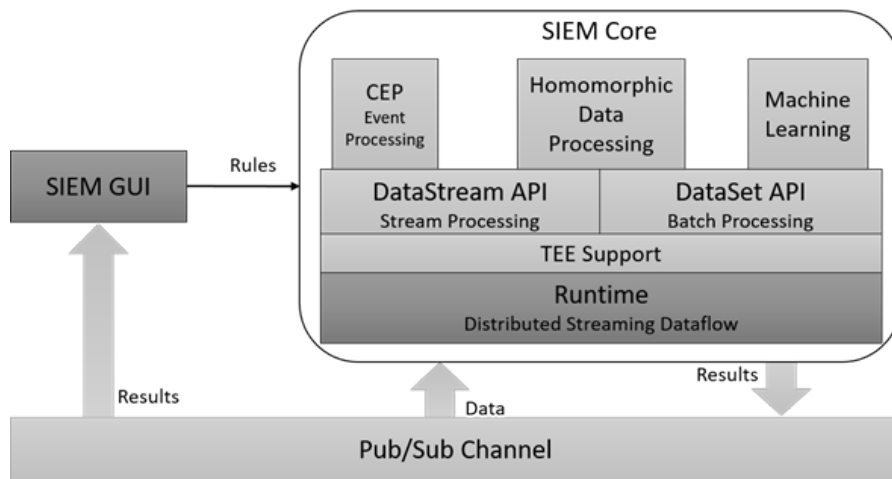 SIEM Core
CEP
Event
Processing
Homomorphic
Data
Processing
Machine
Learning
SIEM GUI
Rules
DataStream API
Stream Processing
DataSet API
Batch Processing
TEE Support
Runtime
Distributed Streaming Dataflow
Results
Data
Results
Pub/Sub Channel